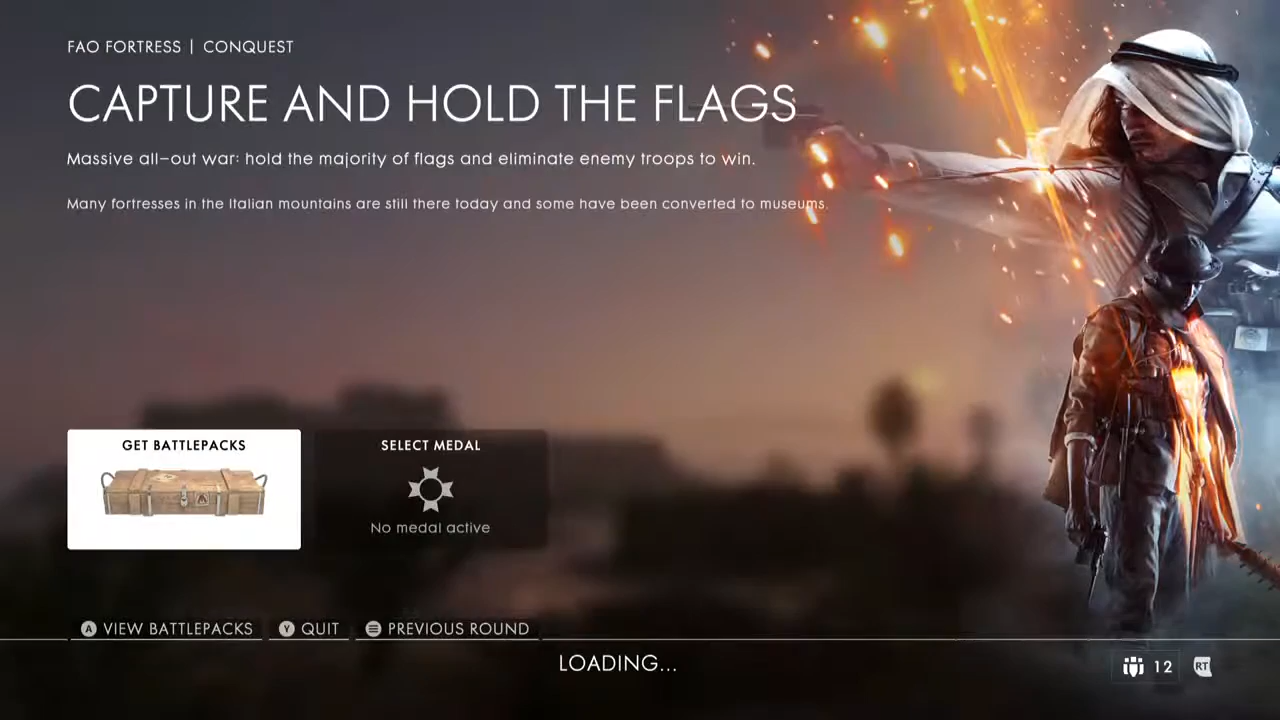 FAO FORTRESS | CONQUEST
CAPTURE AND HOLD THE FLAGS
Massive all-out war: hold the majority of flags and eliminate enemy troops to win.
Many fortresses in the Italian mountains are still there today and some have been converted to museums.
GET BATTLEPACKS
SELECT MEDAL
No medal active
A VIEW BATTLEPACKS
Y QUIT
PREVIOUS ROUND
LOADING...
12
RT